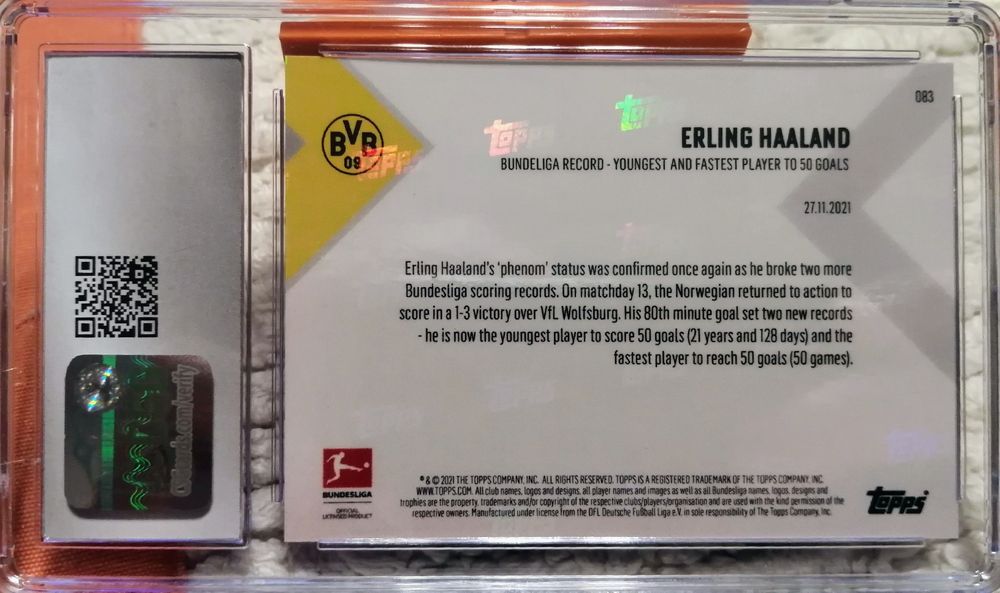 083
BVB
09
topps
topps
TOPPS
ERLING HAALAND
BUNDELIGA RECORD - YOUNGEST AND FASTEST PLAYER TO 50 GOALS
27.11.2021
Erling Haaland's 'phenom' status was confirmed once again as he broke two more
Bundesliga scoring records. On matchday 13, the Norwegian returned to action to
score in a 1-3 victory over VfL Wolfsburg. His 80th minute goal set two new records
- he is now the youngest player to score 50 goals (21 years and 128 days) and the
fastest player to reach 50 goals (50 games).
BUNDESLIGA
OFFICIAL
LICENSED PRODUCT
® & © 2021 THE TOPPS COMPANY, INC. ALL RIGHTS RESERVED. TOPPS IS A REGISTERED TRADEMARK OF THE TOPPS COMPANY, INC.
WWW.TOPPS.COM. All club names, logos and designs, all player names and images as well as all Bundesliga names, logos, designs and
trophies are the property, trademarks and/or copyright of the respective clubs/players/organisation and are used with the kind permission of the
respective owners. Manufactured under license from the DFL Deutsche Fußball Liga e.V. in sole responsibility of The Topps Company, Inc.
topps